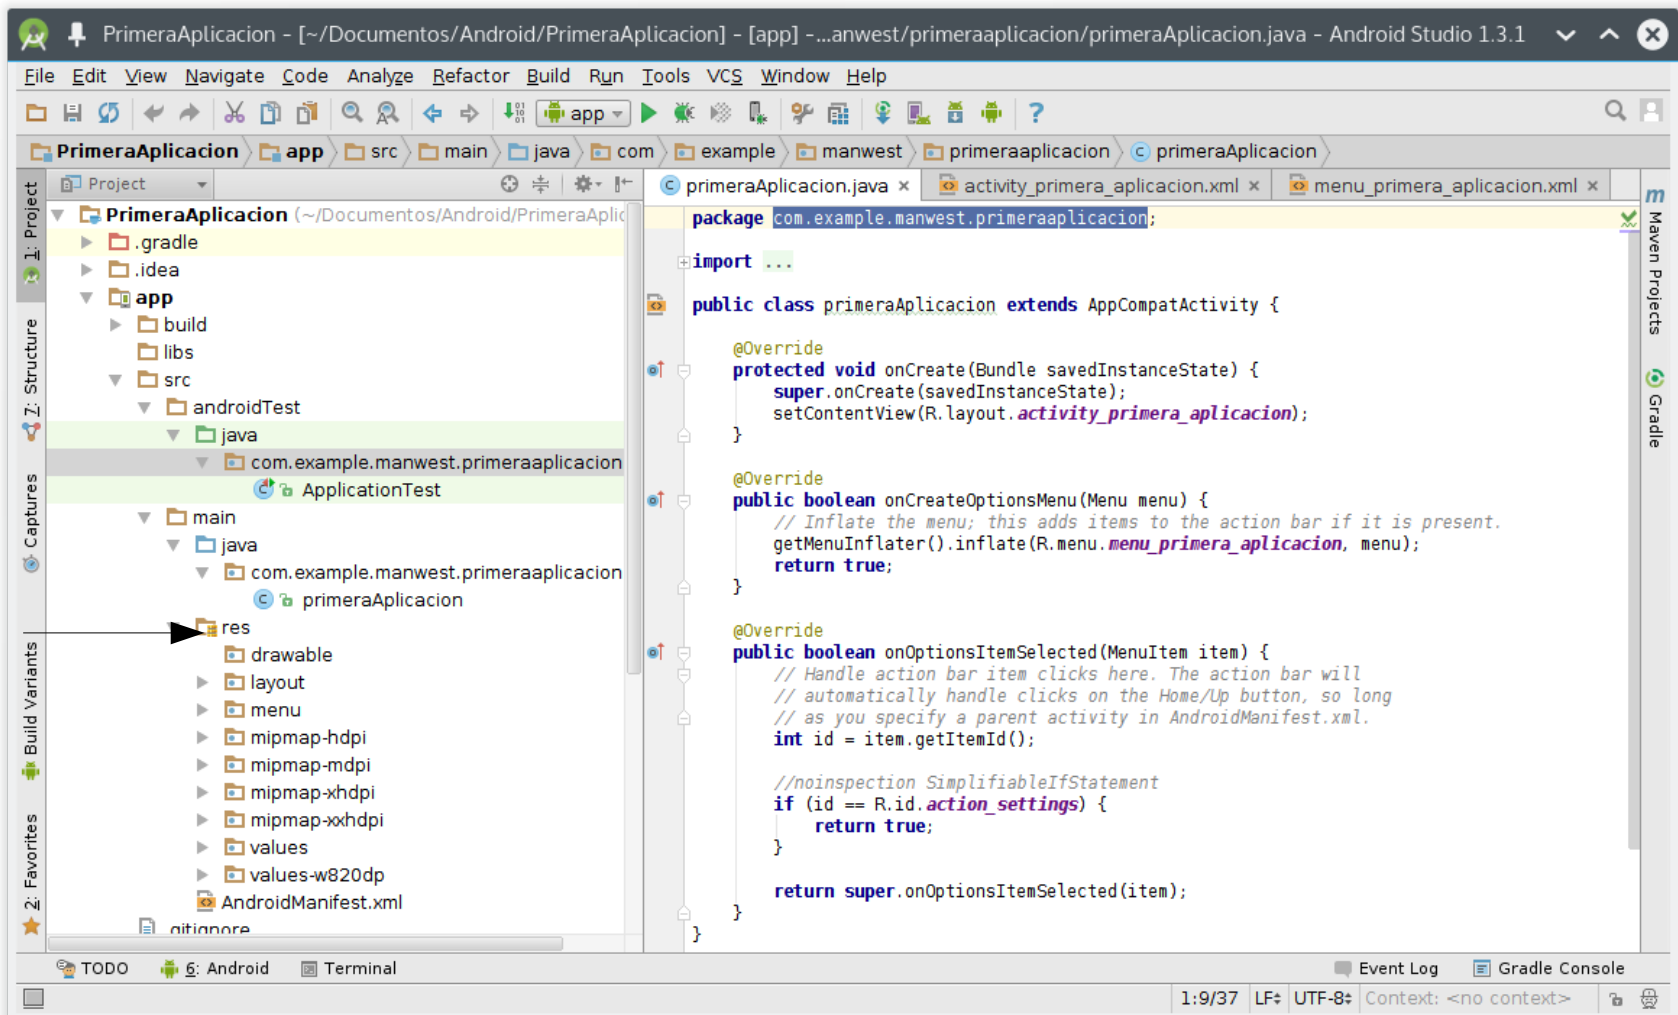 PrimeraAplicacion - [~/Documentos/Android/PrimeraAplicacion] - [app] -...anwest/primeraaplicacion/primeraAplicacion.java - Android Studio 1.3.1
File Edit View Navigate Code Analyze Refactor Build Run Tools VCS Window Help
app
PrimeraAplicacion app src main java com example manwest primeraaplicacion primeraAplicacion
1: Project
7: Structure
Captures
Build Variants
2: Favorites
Project
PrimeraAplicacion (~/Documentos/Android/PrimeraAplic
.gradle
.idea
app
build
libs
src
androidTest
java
com.example.manwest.primeraaplicacion
ApplicationTest
main
java
com.example.manwest.primeraaplicacion
primeraAplicacion
res
drawable
layout
menu
mipmap-hdpi
mipmap-mdpi
mipmap-xhdpi
mipmap-xxhdpi
values
values-w820dp
AndroidManifest.xml
.gitignore
primeraAplicacion.java activity_primera_aplicacion.xml menu_primera_aplicacion.xml
package com.example.manwest.primeraaplicacion;
import ...
public class primeraAplicacion extends AppCompatActivity {
@Override
protected void onCreate(Bundle savedInstanceState) {
super.onCreate(savedInstanceState);
setContentView(R.layout.activity_primera_aplicacion);
}
@Override
public boolean onCreateOptionsMenu(Menu menu) {
// Inflate the menu; this adds items to the action bar if it is present.
getMenuInflater().inflate(R.menu.menu_primera_aplicacion, menu);
return true;
}
@Override
public boolean onOptionsItemSelected(MenuItem item) {
// Handle action bar item clicks here. The action bar will
// automatically handle clicks on the Home/Up button, so long
// as you specify a parent activity in AndroidManifest.xml.
int id = item.getItemId();
//noinspection SimplifiableIfStatement
if (id == R.id.action_settings) {
return true;
}
return super.onOptionsItemSelected(item);
}
}
Maven Projects
Gradle
TODO 6: Android Terminal Event Log Gradle Console
1:9/37 LF UTF-8 Context: <no context>